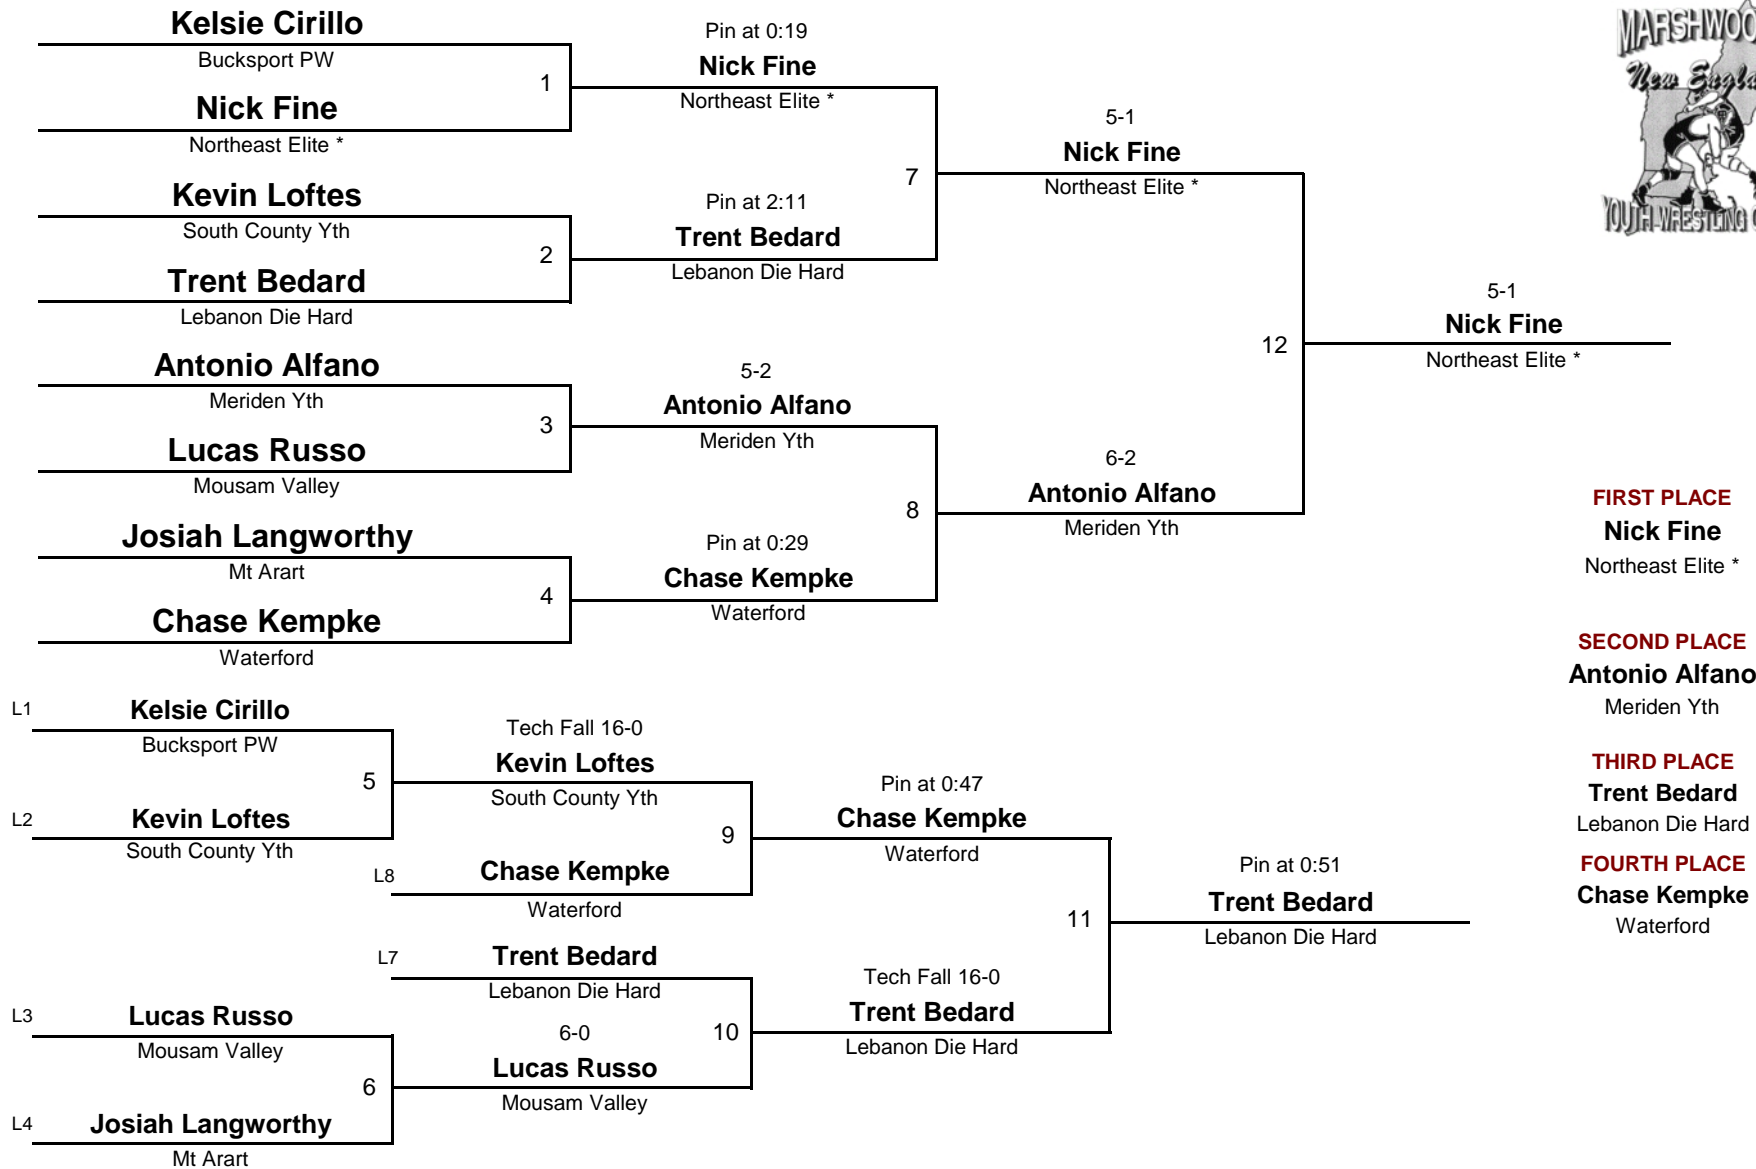 Kelsie Cirillo
Bucksport PW
1
Nick Fine
Northeast Elite *
Pin at 0:19
Nick Fine
Northeast Elite *
Kevin Loftes
South County Yth
2
Trent Bedard
Lebanon Die Hard
Pin at 2:11
Trent Bedard
Lebanon Die Hard
7
5-1
Nick Fine
Northeast Elite *
Antonio Alfano
Meriden Yth
3
Lucas Russo
Mousam Valley
5-2
Antonio Alfano
Meriden Yth
Josiah Langworthy
Mt Arart
4
Chase Kempke
Waterford
Pin at 0:29
Chase Kempke
Waterford
8
6-2
Antonio Alfano
Meriden Yth
12
5-1
Nick Fine
Northeast Elite *
New
YOUTH WRESTLING
FIRST PLACE
Nick Fine
Northeast Elite *
SECOND PLACE
Antonio Alfano
Meriden Yth
THIRD PLACE
Trent Bedard
Lebanon Die Hard
FOURTH PLACE
Chase Kempke
Waterford
L1
Kelsie Cirillo
Bucksport PW
5
L2
Kevin Loftes
South County Yth
Tech Fall 16-0
Kevin Loftes
South County Yth
9
L8
Chase Kempke
Waterford
Pin at 0:47
Chase Kempke
Waterford
L7
Trent Bedard
Lebanon Die Hard
10
L3
Lucas Russo
Mousam Valley
6
L4
Josiah Langworthy
Mt Arart
6-0
Lucas Russo
Mousam Valley
Tech Fall 16-0
Trent Bedard
Lebanon Die Hard
11
Pin at 0:51
Trent Bedard
Lebanon Die Hard